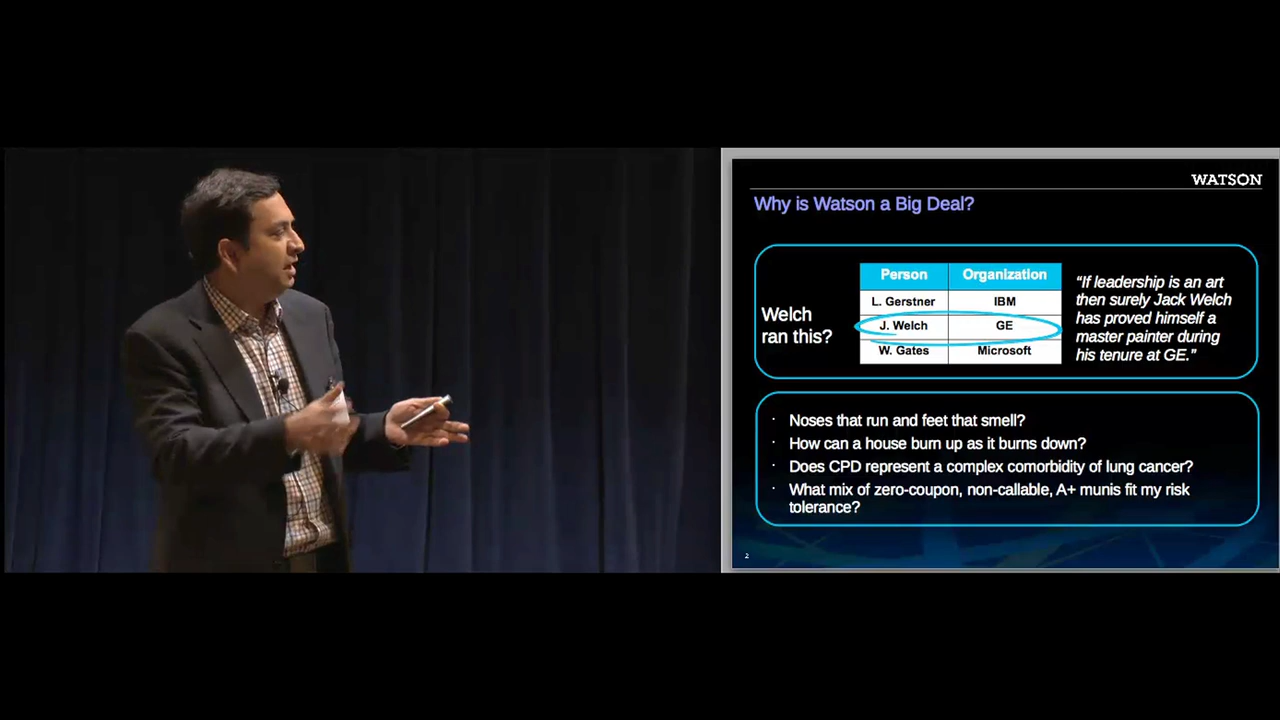 WATSON
Why is Watson a Big Deal?
Welch
ran this?
Person Organization
L. Gerstner IBM
J. Welch GE
W. Gates Microsoft
“If leadership is an art
then surely Jack Welch
has proved himself a
master painter during
his tenure at GE.”
· Noses that run and feet that smell?
· How can a house burn up as it burns down?
· Does CPD represent a complex comorbidity of lung cancer?
· What mix of zero-coupon, non-callable, A+ munis fit my risk
tolerance?
2